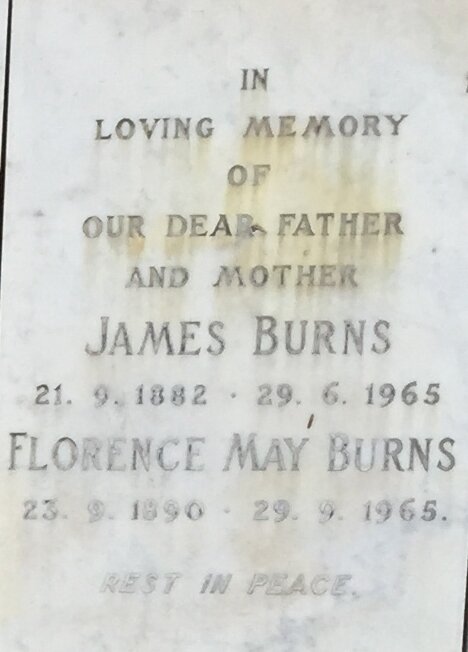 IN
LOVING MEMORY
OF
OUR DEAR FATHER
AND MOTHER
JAMES BURNS
21. 9. 1882 · 29. 6. 1965
FLORENCE MAY BURNS
23. 9. 1890 · 29. 9. 1965.
REST IN PEACE.